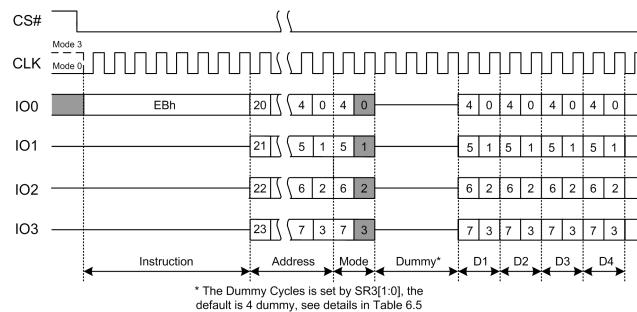 CS#
Mode 3
CLK Mode 0
IO0 EBh 20 4 0 4 0 4 0 4 0 4 0 4 0
IO1 21 5 1 5 1 5 1 5 1 5 1 5 1
IO2 22 6 2 6 2 6 2 6 2 6 2 6 2
IO3 23 7 3 7 3 7 3 7 3 7 3 7 3
Instruction Address Mode Dummy* D1 D2 D3 D4
* The Dummy Cycles is set by SR3[1:0], the
default is 4 dummy, see details in Table 6.5